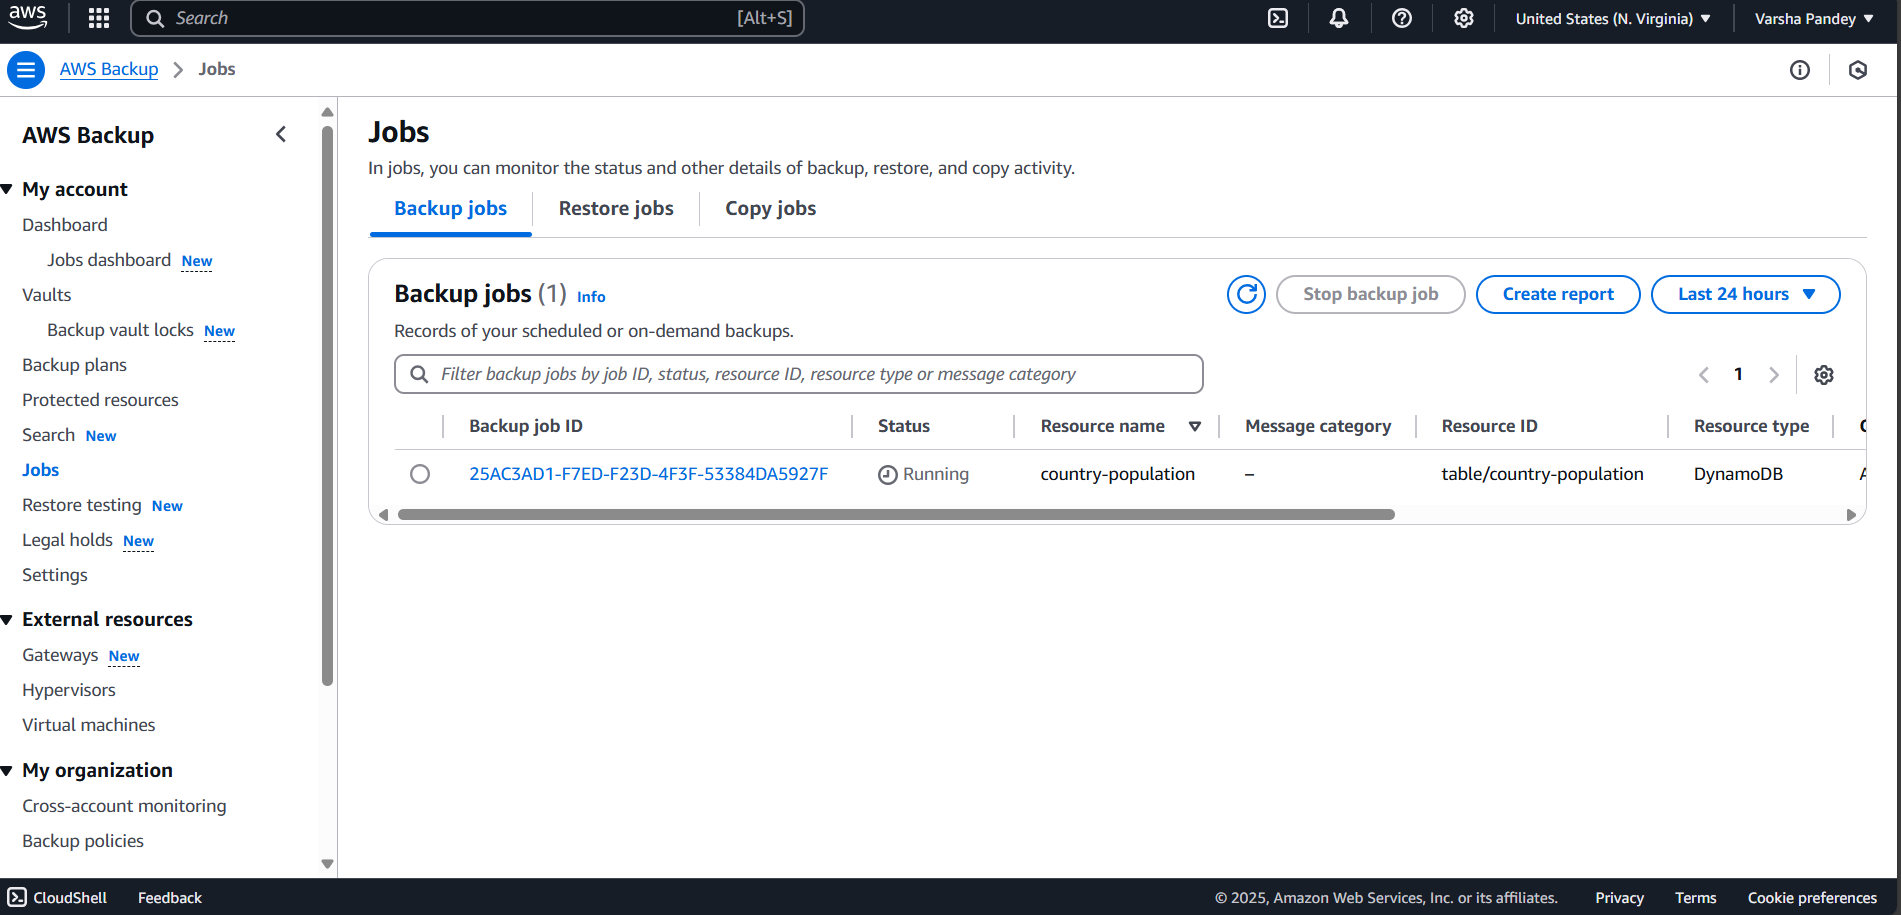 aws
Search [Alt+S] United States (N. Virginia) Varsha Pandey
AWS Backup Jobs
AWS Backup
My account
Dashboard
Jobs dashboard New
Vaults
Backup vault locks New
Backup plans
Protected resources
Search New
Jobs
Restore testing New
Legal holds New
Settings
External resources
Gateways New
Hypervisors
Virtual machines
My organization
Cross-account monitoring
Backup policies
Jobs
In jobs, you can monitor the status and other details of backup, restore, and copy activity.
Backup jobs Restore jobs Copy jobs
Backup jobs (1) Info Stop backup job Create report Last 24 hours
Records of your scheduled or on-demand backups.
Filter backup jobs by job ID, status, resource ID, resource type or message category 1
Backup job ID Status Resource name Message category Resource ID Resource type
25AC3AD1-F7ED-F23D-4F3F-53384DA5927F Running country-population – table/country-population DynamoDB
CloudShell Feedback © 2025, Amazon Web Services, Inc. or its affiliates. Privacy Terms Cookie preferences